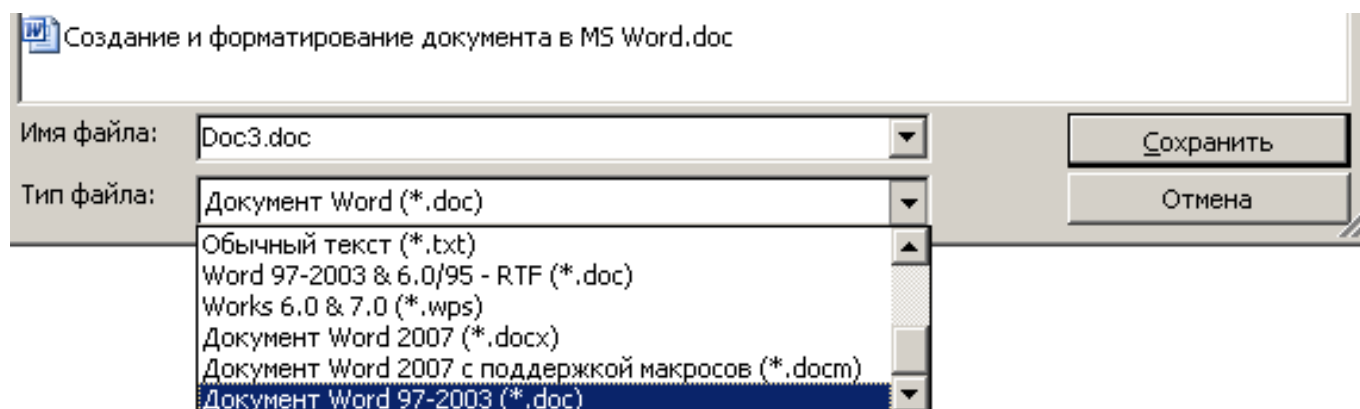 Создание и форматирование документа в MS Word.doc
Имя файла: Doc3.doc Сохранить
Тип файла: Документ Word (*.doc) Отмена
Обычный текст (*.txt)
Word 97-2003 & 6.0/95 - RTF (*.doc)
Works 6.0 & 7.0 (*.wps)
Документ Word 2007 (*.docx)
Документ Word 2007 с поддержкой макросов (*.docm)
Документ Word 97-2003 (*.doc)